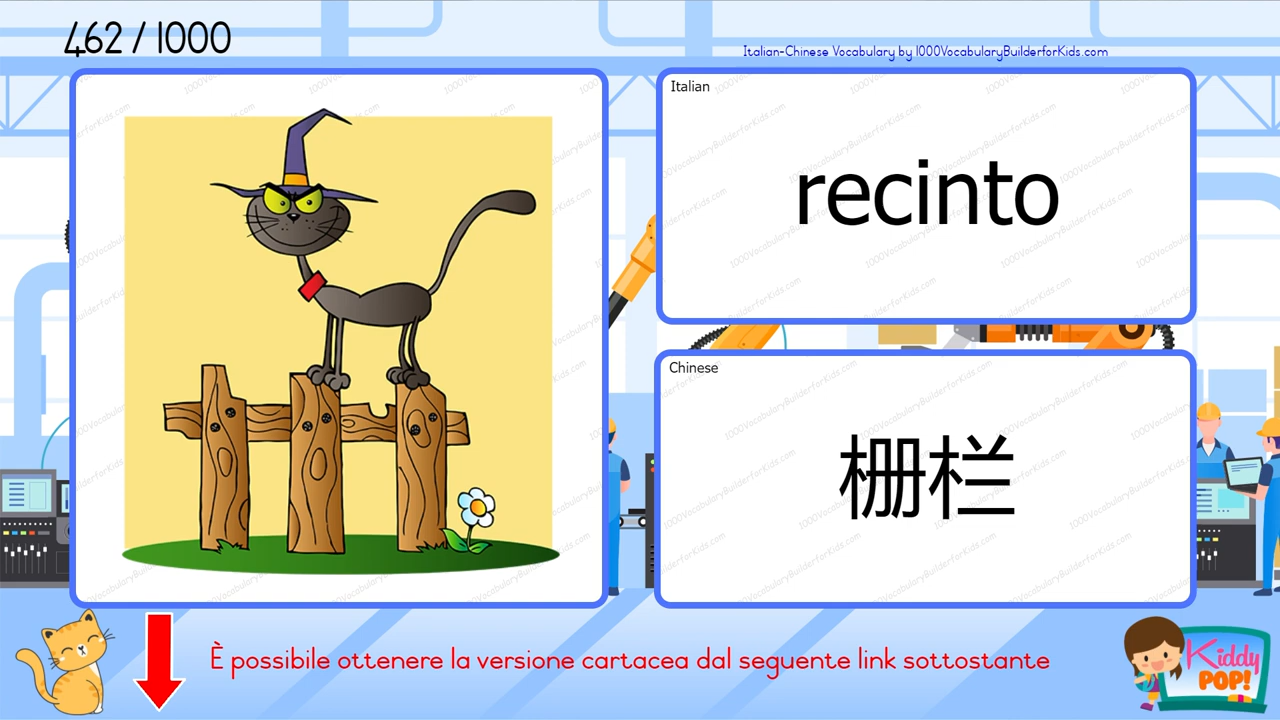 462 / 1000
Italian-Chinese Vocabulary by 1000VocabularyBuilderforKids.com
Italian
recinto
Chinese
栅栏
È possibile ottenere la versione cartacea dal seguente link sottostante
Kiddy
POP!